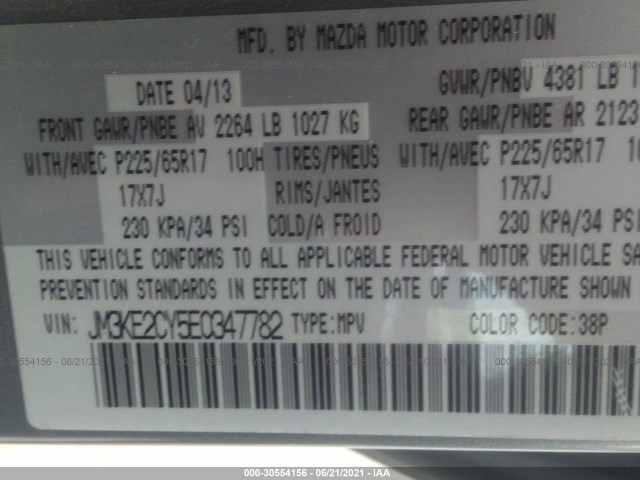 MFD. BY MAZDA MOTOR CORPORATION
DATE 04/13 GVWR/PNBV 4381 LB
FRONT GAWR/PNBE AV 2264 LB 1027 KG REAR GAWR/PNBE AR 2123
WITH/AVEC P225/65R17 100H TIRES/PNEUS WITH/AVEC P225/65R17 10
17X7J RIMS/JANTES 17X7J
230 KPA/34 PSI COLD/A FROID 230 KPA/34 PSI
THIS VEHICLE CONFORMS TO ALL APPLICABLE FEDERAL MOTOR VEHICLE SA
PREVENTION STANDARDS IN EFFECT ON THE DATE OF MANUFACTURE SHOWN
VIN: JM3KE2CY5E0347782 TYPE:MPV COLOR CODE:38P
000-30554156 - 06/21/2021 - IAA